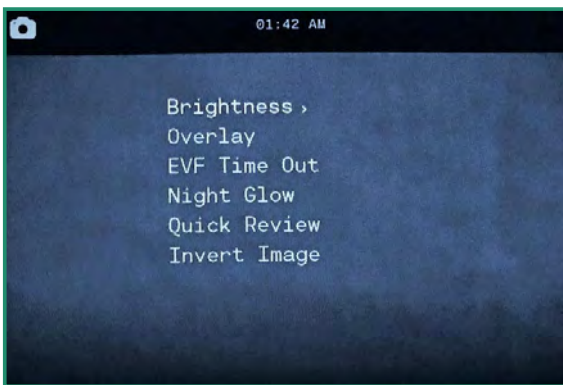 01:42 AM
Brightness ›
Overlay
EVF Time Out
Night Glow
Quick Review
Invert Image